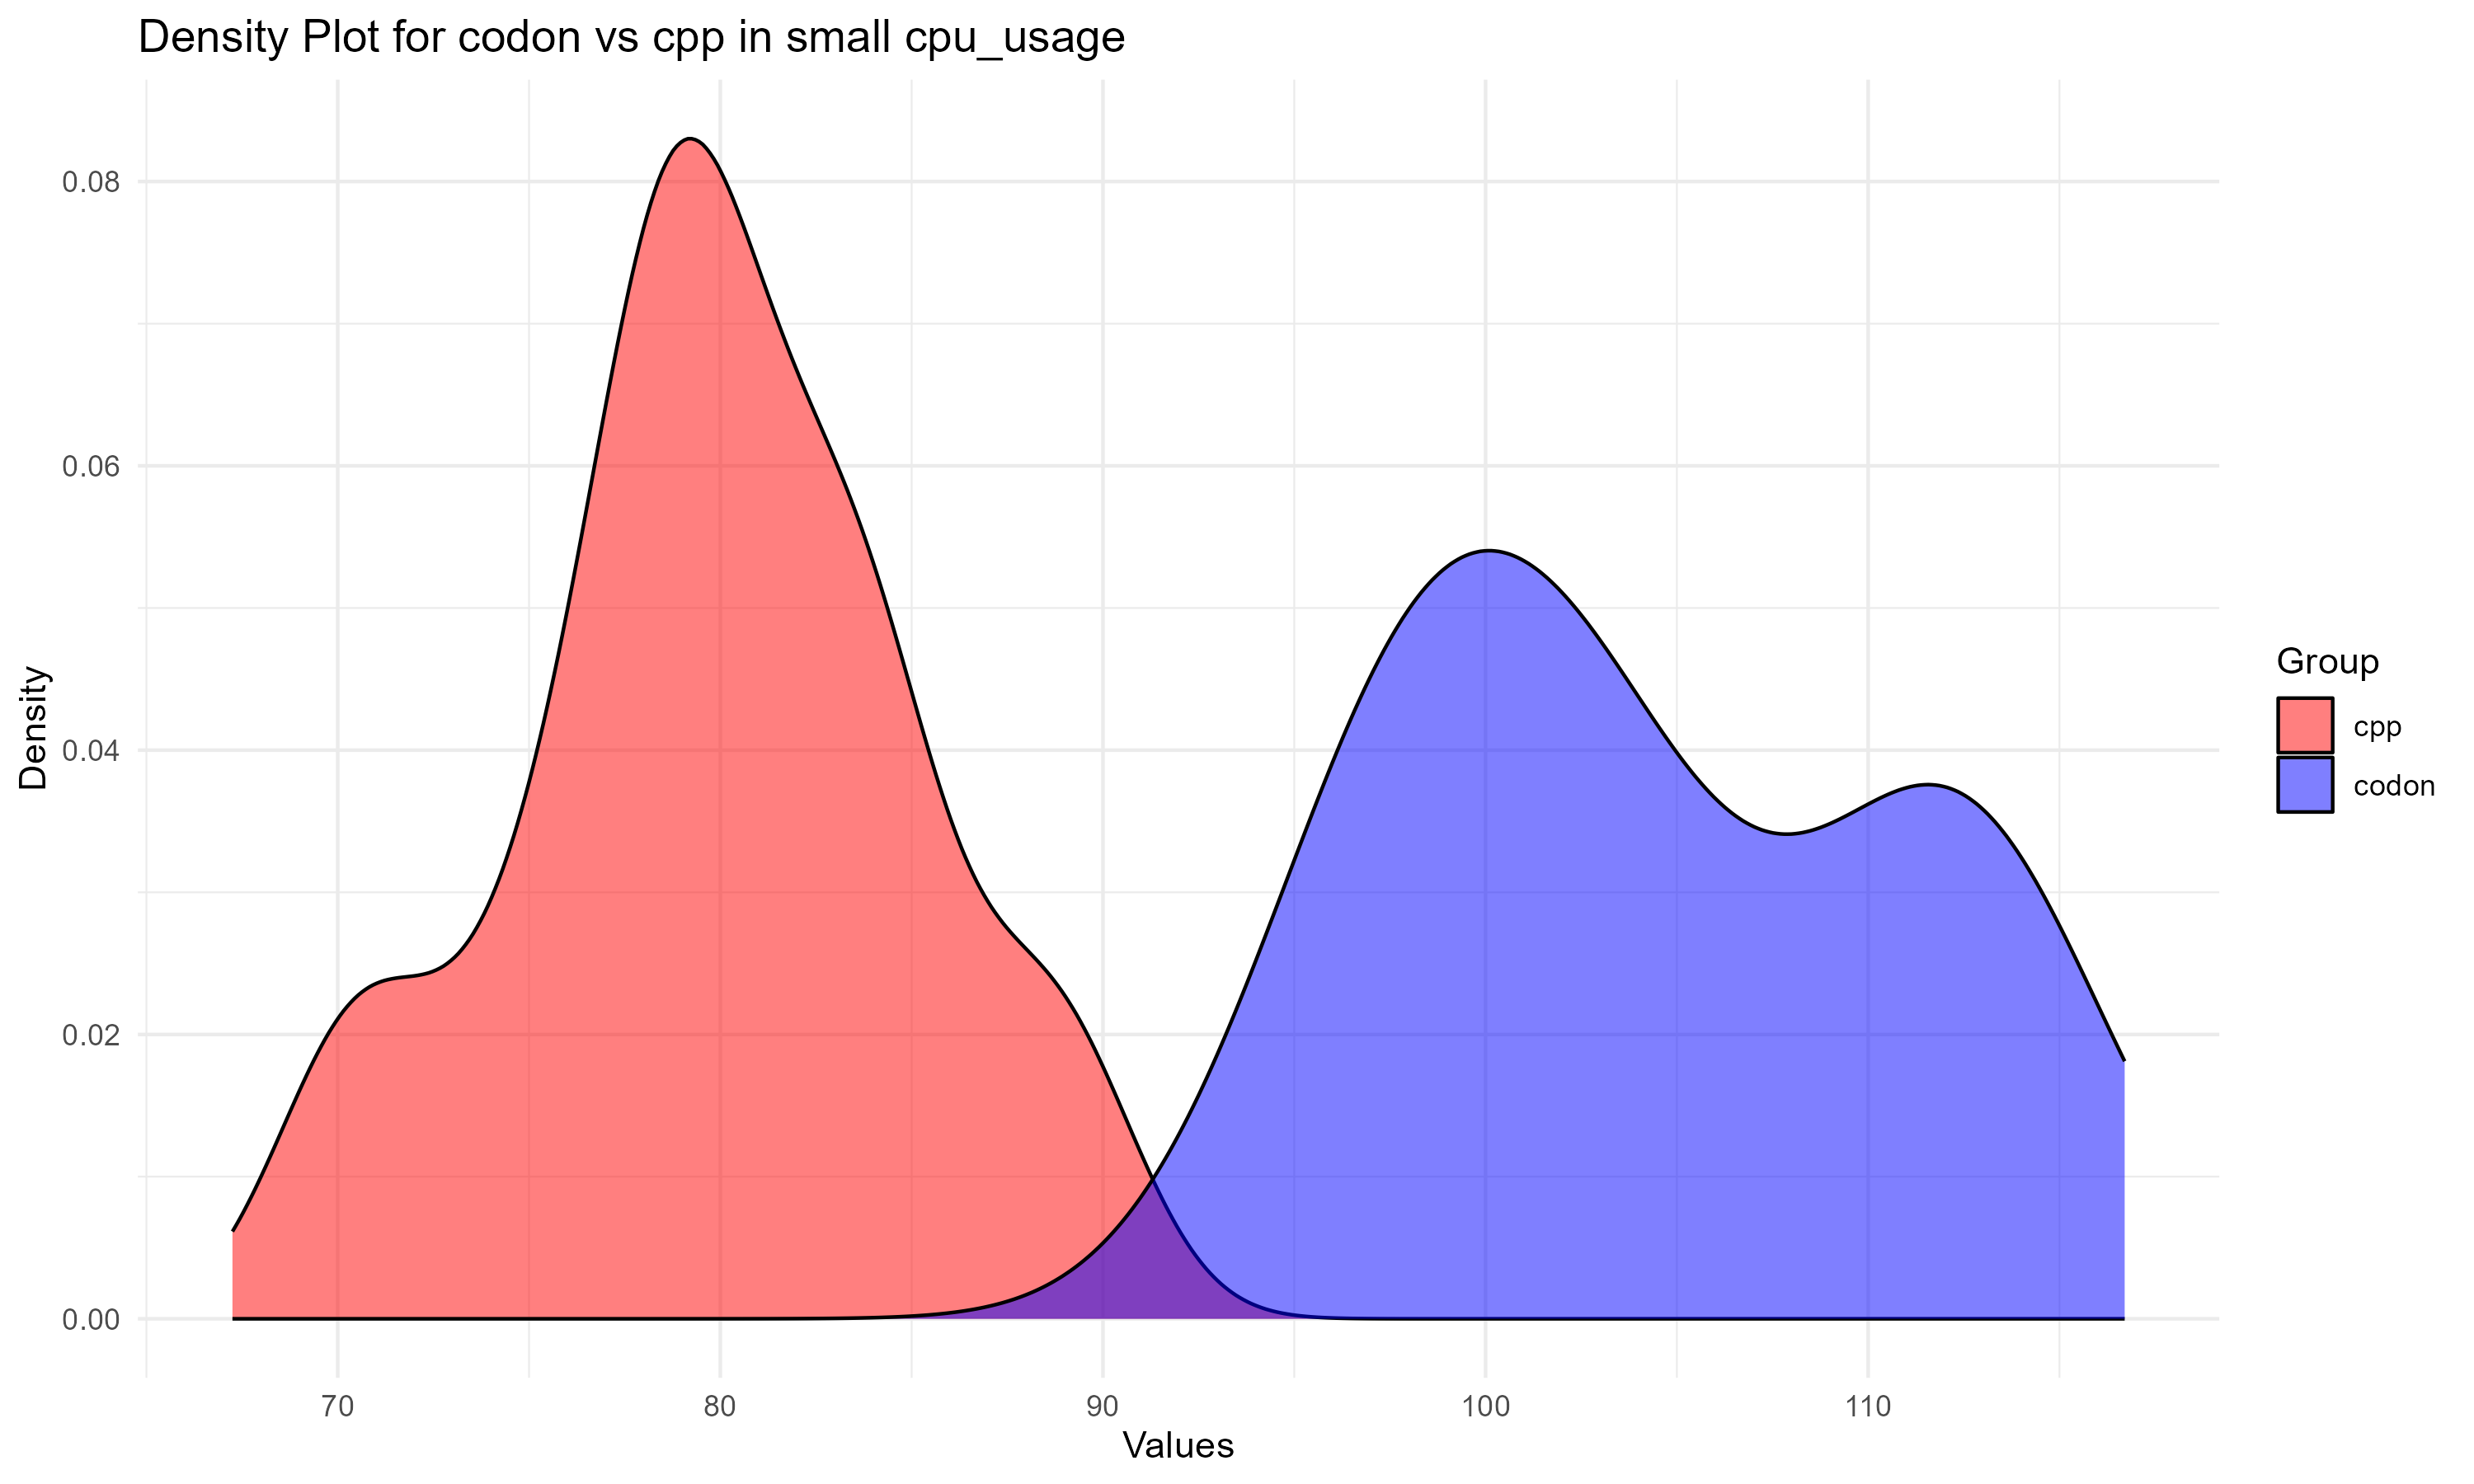 Density Plot for codon vs cpp in small cpu_usage
Density
0.08
0.06
0.04
0.02
0.00
70 80 90 100 110
Values
Group
cpp
codon